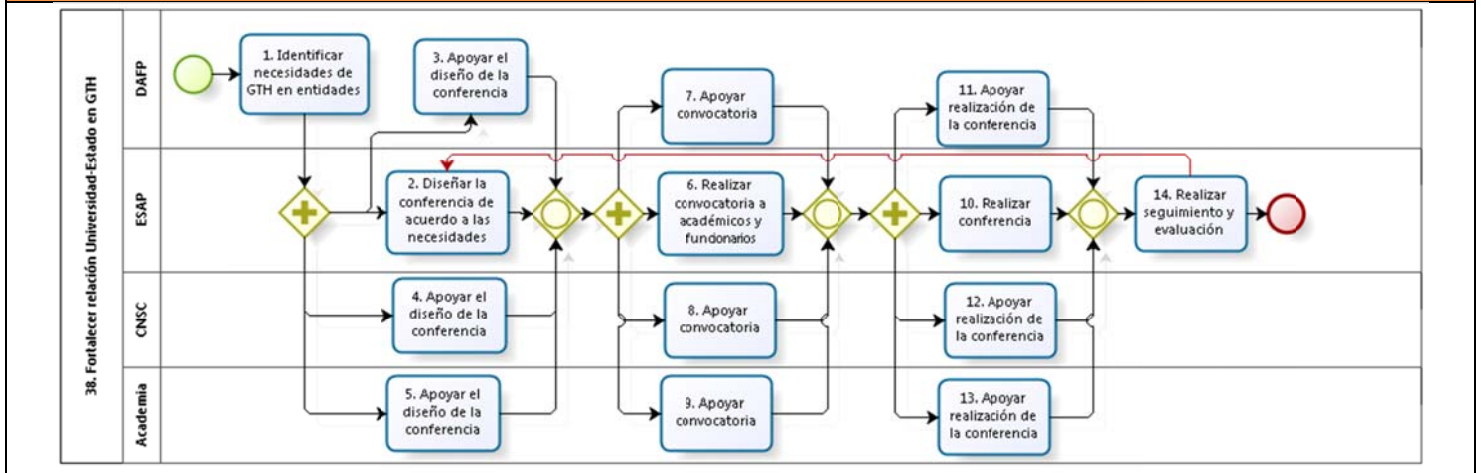 38. Fortalecer relación Universidad-Estado en GTH
DAFP
1. Identificar
necesidades de
GTH en entidades
3. Apoyar el
diseño de la
conferencia
7. Apoyar
convocatoria
11. Apoyar
realización de
la conferencia
ESAP
2. Diseñar la
conferencia de
acuerdo a las
necesidades
6. Realizar
convocatoria a
académicos y
funcionarios
10. Realizar
conferencia
14. Realizar
seguimiento y
evaluación
CNSC
4. Apoyar el
diseño de la
conferencia
8. Apoyar
convocatoria
12. Apoyar
realización de
la conferencia
Academia
5. Apoyar el
diseño de la
conferencia
9. Apoyar
convocatoria
13. Apoyar
realización de
la conferencia